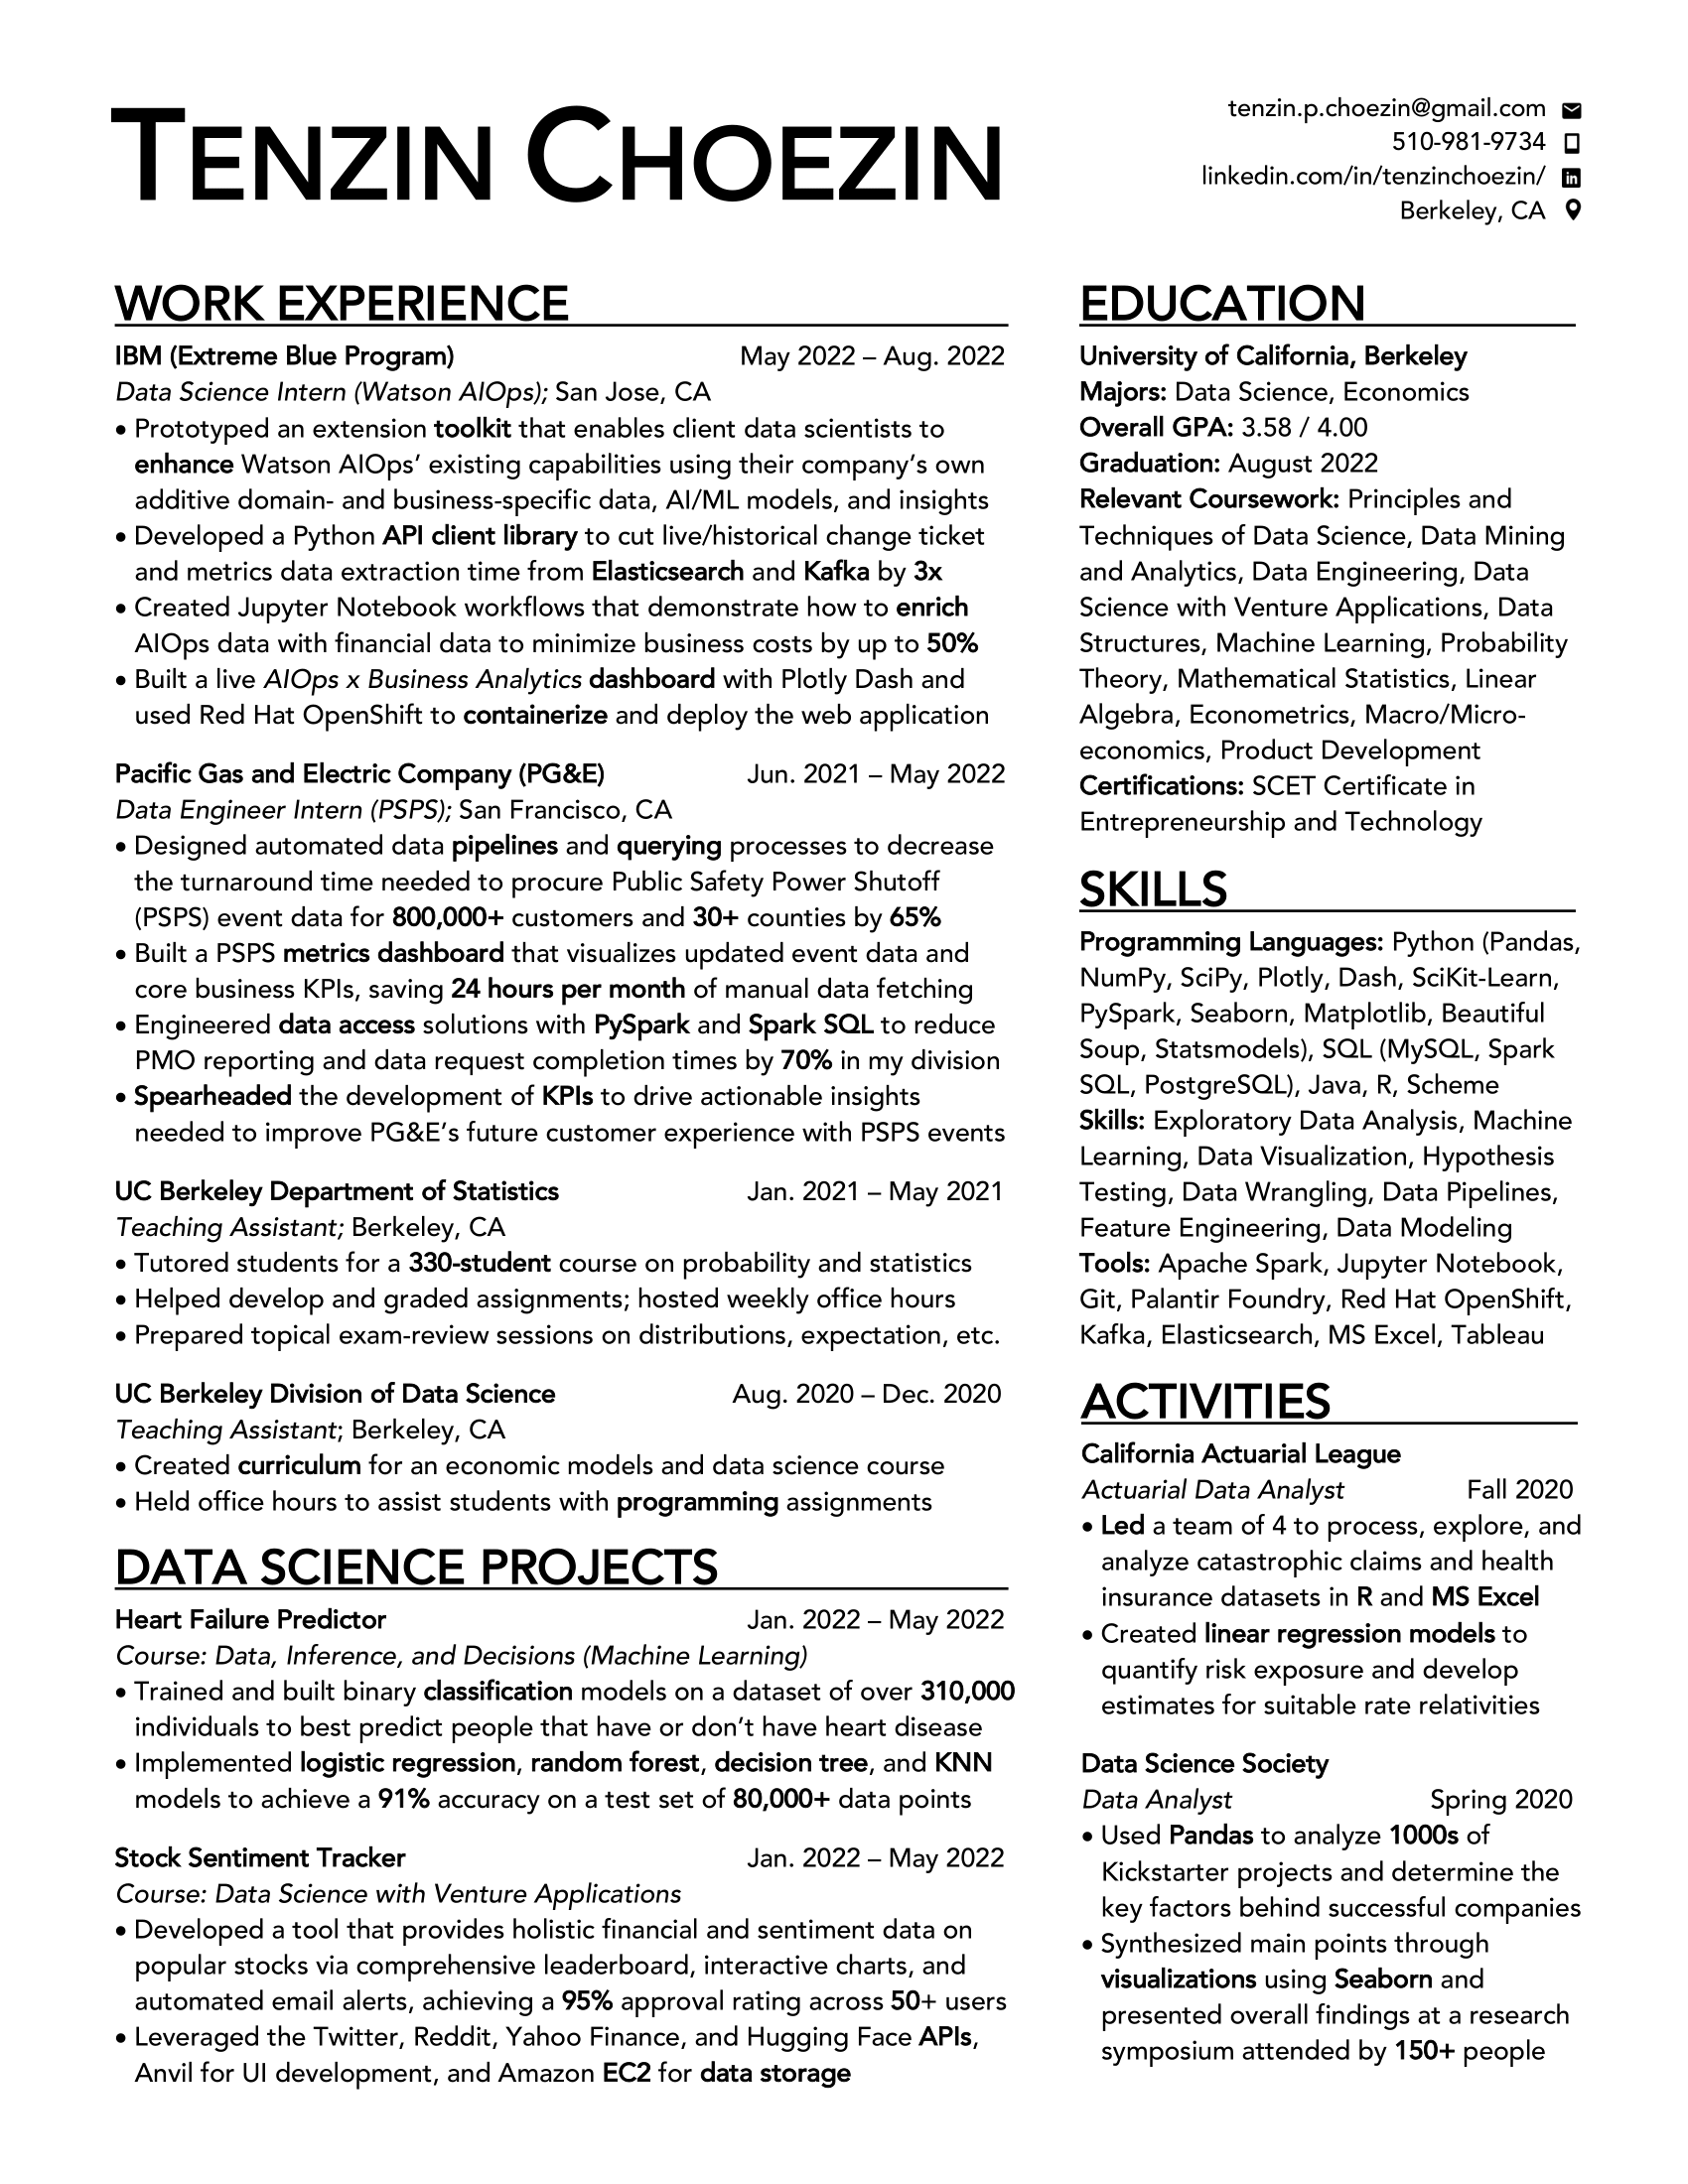 TENZIN CHOEZIN
tenzin.p.choezin@gmail.com
510-981-9734
linkedin.com/in/tenzinchoezin/
Berkeley, CA
WORK EXPERIENCE
IBM (Extreme Blue Program) May 2022 – Aug. 2022
Data Science Intern (Watson AIOps); San Jose, CA
• Prototyped an extension toolkit that enables client data scientists to
enhance Watson AIOps’ existing capabilities using their company’s own
additive domain- and business-specific data, AI/ML models, and insights
• Developed a Python API client library to cut live/historical change ticket
and metrics data extraction time from Elasticsearch and Kafka by 3x
• Created Jupyter Notebook workflows that demonstrate how to enrich
AIOps data with financial data to minimize business costs by up to 50%
• Built a live AIOps x Business Analytics dashboard with Plotly Dash and
used Red Hat OpenShift to containerize and deploy the web application
Pacific Gas and Electric Company (PG&E) Jun. 2021 – May 2022
Data Engineer Intern (PSPS); San Francisco, CA
• Designed automated data pipelines and querying processes to decrease
the turnaround time needed to procure Public Safety Power Shutoff
(PSPS) event data for 800,000+ customers and 30+ counties by 65%
• Built a PSPS metrics dashboard that visualizes updated event data and
core business KPIs, saving 24 hours per month of manual data fetching
• Engineered data access solutions with PySpark and Spark SQL to reduce
PMO reporting and data request completion times by 70% in my division
• Spearheaded the development of KPIs to drive actionable insights
needed to improve PG&E’s future customer experience with PSPS events
UC Berkeley Department of Statistics Jan. 2021 – May 2021
Teaching Assistant; Berkeley, CA
• Tutored students for a 330-student course on probability and statistics
• Helped develop and graded assignments; hosted weekly office hours
• Prepared topical exam-review sessions on distributions, expectation, etc.
UC Berkeley Division of Data Science Aug. 2020 – Dec. 2020
Teaching Assistant; Berkeley, CA
• Created curriculum for an economic models and data science course
• Held office hours to assist students with programming assignments
DATA SCIENCE PROJECTS
Heart Failure Predictor Jan. 2022 – May 2022
Course: Data, Inference, and Decisions (Machine Learning)
• Trained and built binary classification models on a dataset of over 310,000
individuals to best predict people that have or don’t have heart disease
• Implemented logistic regression, random forest, decision tree, and KNN
models to achieve a 91% accuracy on a test set of 80,000+ data points
Stock Sentiment Tracker Jan. 2022 – May 2022
Course: Data Science with Venture Applications
• Developed a tool that provides holistic financial and sentiment data on
popular stocks via comprehensive leaderboard, interactive charts, and
automated email alerts, achieving a 95% approval rating across 50+ users
• Leveraged the Twitter, Reddit, Yahoo Finance, and Hugging Face APIs,
Anvil for UI development, and Amazon EC2 for data storage
EDUCATION
University of California, Berkeley
Majors: Data Science, Economics
Overall GPA: 3.58 / 4.00
Graduation: August 2022
Relevant Coursework: Principles and
Techniques of Data Science, Data Mining
and Analytics, Data Engineering, Data
Science with Venture Applications, Data
Structures, Machine Learning, Probability
Theory, Mathematical Statistics, Linear
Algebra, Econometrics, Macro/Micro-
economics, Product Development
Certifications: SCET Certificate in
Entrepreneurship and Technology
SKILLS
Programming Languages: Python (Pandas,
NumPy, SciPy, Plotly, Dash, SciKit-Learn,
PySpark, Seaborn, Matplotlib, Beautiful
Soup, Statsmodels), SQL (MySQL, Spark
SQL, PostgreSQL), Java, R, Scheme
Skills: Exploratory Data Analysis, Machine
Learning, Data Visualization, Hypothesis
Testing, Data Wrangling, Data Pipelines,
Feature Engineering, Data Modeling
Tools: Apache Spark, Jupyter Notebook,
Git, Palantir Foundry, Red Hat OpenShift,
Kafka, Elasticsearch, MS Excel, Tableau
ACTIVITIES
California Actuarial League
Actuarial Data Analyst Fall 2020
• Led a team of 4 to process, explore, and
analyze catastrophic claims and health
insurance datasets in R and MS Excel
• Created linear regression models to
quantify risk exposure and develop
estimates for suitable rate relativities
Data Science Society
Data Analyst Spring 2020
• Used Pandas to analyze 1000s of
Kickstarter projects and determine the
key factors behind successful companies
• Synthesized main points through
visualizations using Seaborn and
presented overall findings at a research
symposium attended by 150+ people